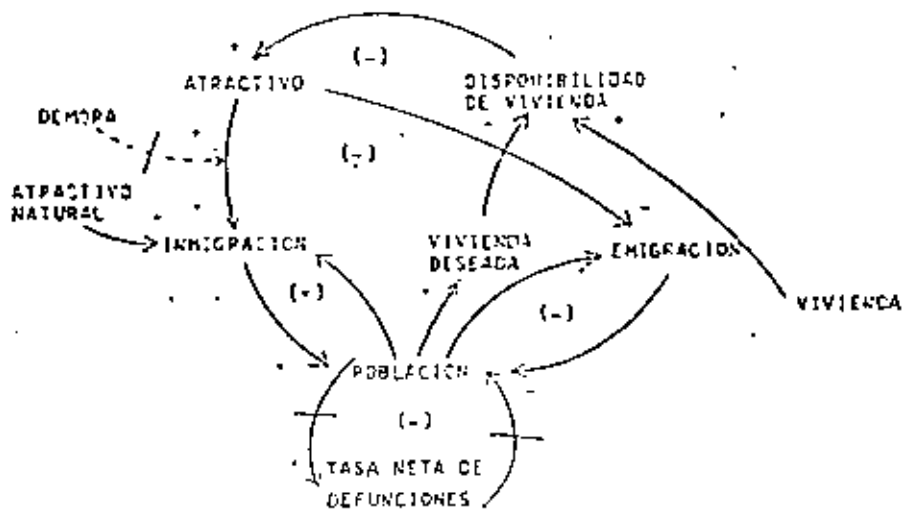 (-)
ATRACTIVO
DISPONIBILIDAD
DE VIVIENDA
DEMORA
(-)
ATRACTIVO
NATURAL
INMIGRACION
VIVIENDA
DESEADA
EMIGRACION
(+)
(-)
VIVIENDA
POBLACION
(-)
TASA NETA DE
DEFUNCIONES